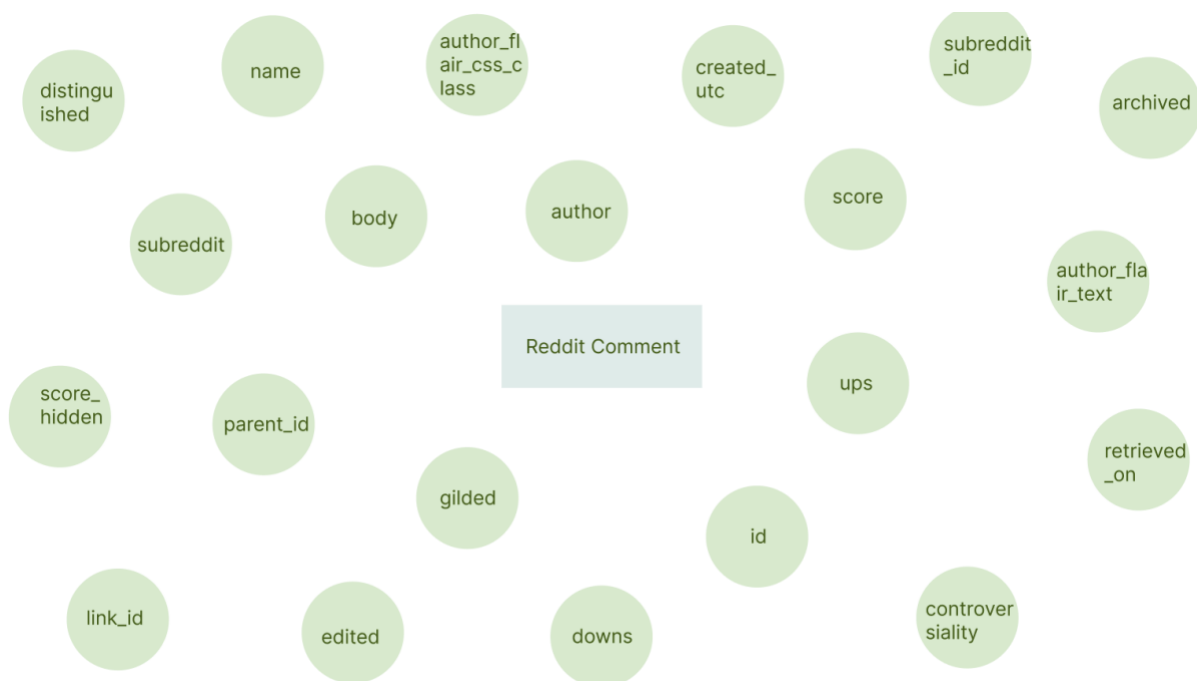 distingu
ished
name
author_fl
air_css_c
lass
created_
utc
subreddit
_id
archived
subreddit
body
author
score
author_fla
ir_text
Reddit Comment
score_
hidden
parent_id
gilded
ups
id
retrieved
_on
link_id
edited
downs
controver
siality